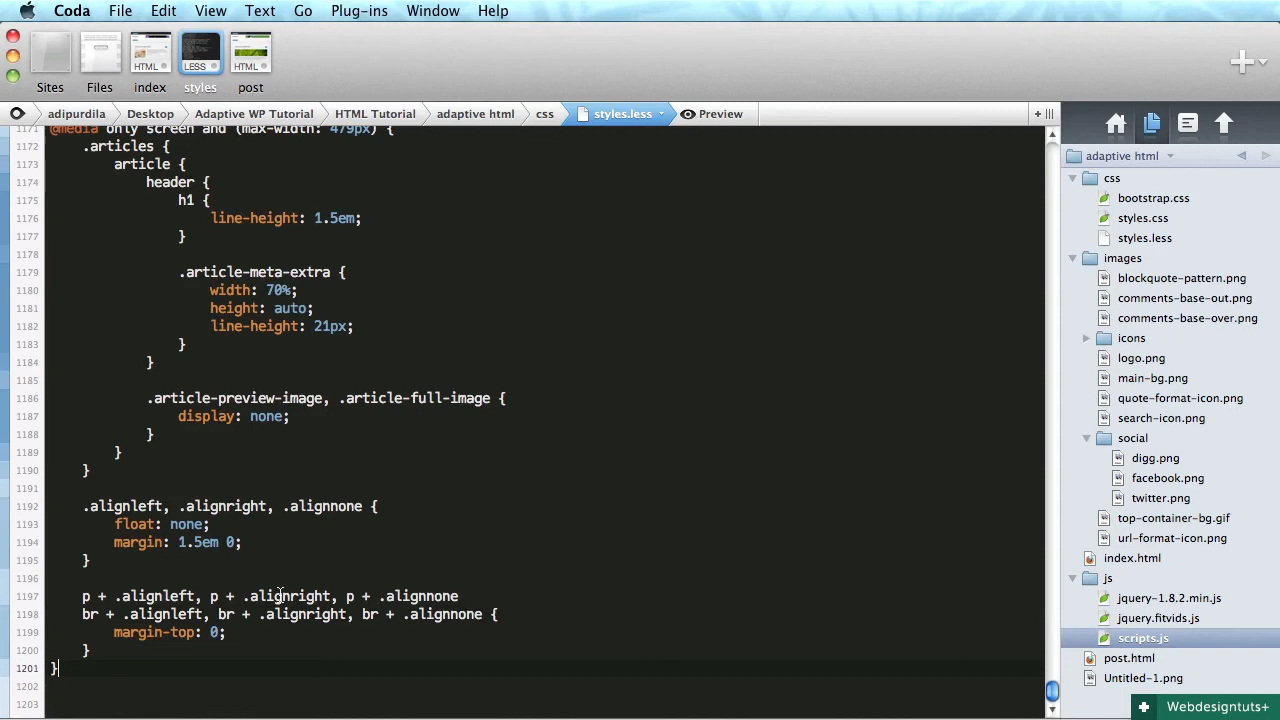 Coda File Edit View Text Go Plug-ins Window Help
HTML LESS HTML
Sites Files index styles post
adipurdila Desktop Adaptive WP Tutorial HTML Tutorial adaptive html css styles.less Preview
adaptive html
1171 @media only screen and (max-width: 479px) {
1172 .articles {
1173 article {
1174 header {
1175 h1 {
1176 line-height: 1.5em;
1177 }
1178
1179 .article-meta-extra {
1180 width: 70%;
1181 height: auto;
1182 line-height: 21px;
1183 }
1184 }
1185
1186 .article-preview-image, .article-full-image {
1187 display: none;
1188 }
1189 }
1190 }
1191
1192 .alignleft, .alignright, .alignnone {
1193 float: none;
1194 margin: 1.5em 0;
1195 }
1196
1197 p + .alignleft, p + .alignright, p + .alignnone
1198 br + .alignleft, br + .alignright, br + .alignnone {
1199 margin-top: 0;
1200 }
1201 }
1202
1203
css
bootstrap.css
styles.css
styles.less
images
blockquote-pattern.png
comments-base-out.png
comments-base-over.png
icons
logo.png
main-bg.png
quote-format-icon.png
search-icon.png
social
digg.png
facebook.png
twitter.png
top-container-bg.gif
url-format-icon.png
index.html
js
jquery-1.8.2.min.js
jquery.fitvids.js
scripts.js
post.html
Untitled-1.png
Webdesigntuts+